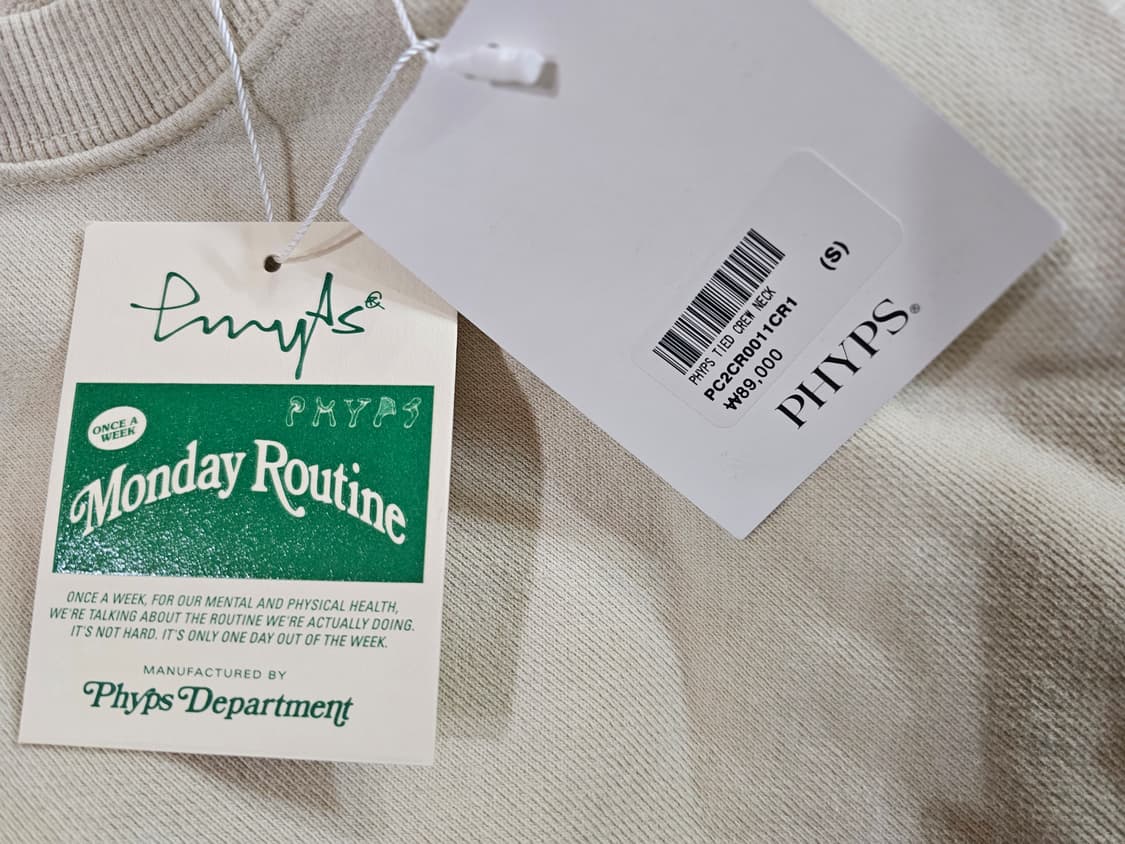 Phyps®
PHYPS
ONCE A
WEEK
Monday Routine
ONCE A WEEK, FOR OUR MENTAL AND PHYSICAL HEALTH,
WE'RE TALKING ABOUT THE ROUTINE WE'RE ACTUALLY DOING.
IT'S NOT HARD. IT'S ONLY ONE DAY OUT OF THE WEEK.
MANUFACTURED BY
Phyps Department
(S)
PHYPS TIED CREW NECK
PC2CR0011CR1
₩89,000
PHYPS®